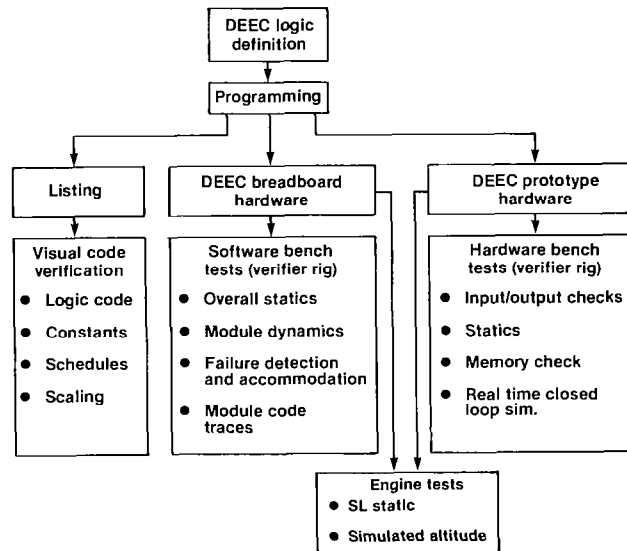 DEEC logic
definition
Programming
Listing
DEEC breadboard
hardware
DEEC prototype
hardware
Visual code
verification
● Logic code
● Constants
● Schedules
● Scaling
Software bench
tests (verifier rig)
● Overall statics
● Module dynamics
● Failure detection
and accommodation
● Module code
traces
Hardware bench
tests (verifier rig)
● Input/output checks
● Statics
● Memory check
● Real time closed
loop sim.
Engine tests
● SL static
● Simulated altitude